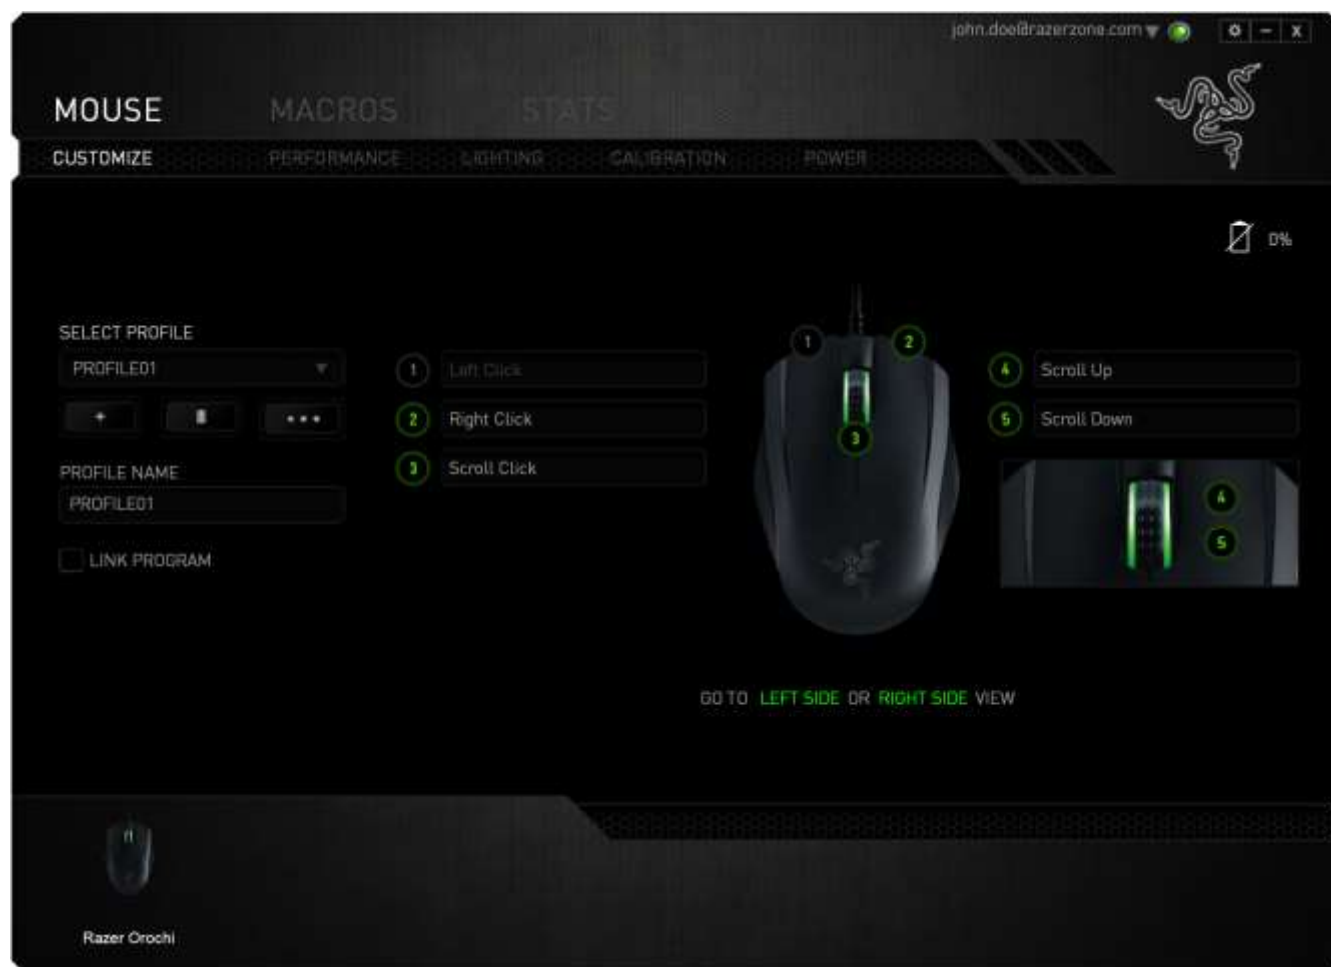 john.doe@razerzone.com
MOUSE MACROS STATS
CUSTOMIZE PERFORMANCE LIGHTING CALIBRATION POWER
0%
SELECT PROFILE
PROFILE01
PROFILE NAME
PROFILE01
LINK PROGRAM
1 Left Click
2 Right Click
3 Scroll Click
1
2
3
4 Scroll Up
5 Scroll Down
4
5
GO TO LEFT SIDE OR RIGHT SIDE VIEW
Razer Orochi